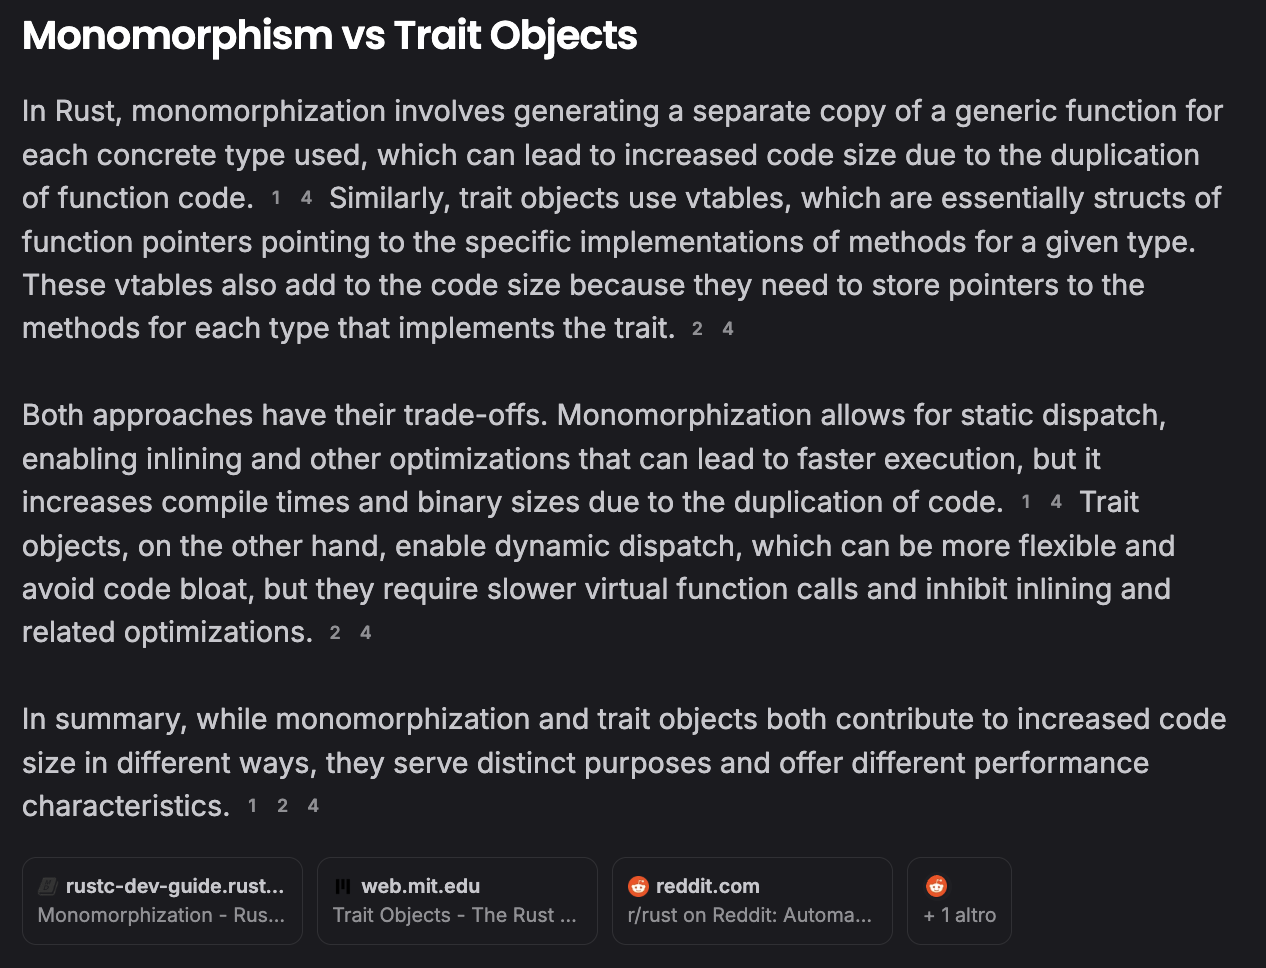 Monomorphism vs Trait Objects
In Rust, monomorphization involves generating a separate copy of a generic function for
each concrete type used, which can lead to increased code size due to the duplication
of function code. 1 4 Similarly, trait objects use vtables, which are essentially structs of
function pointers pointing to the specific implementations of methods for a given type.
These vtables also add to the code size because they need to store pointers to the
methods for each type that implements the trait. 2 4
Both approaches have their trade-offs. Monomorphization allows for static dispatch,
enabling inlining and other optimizations that can lead to faster execution, but it
increases compile times and binary sizes due to the duplication of code. 1 4 Trait
objects, on the other hand, enable dynamic dispatch, which can be more flexible and
avoid code bloat, but they require slower virtual function calls and inhibit inlining and
related optimizations. 2 4
In summary, while monomorphization and trait objects both contribute to increased code
size in different ways, they serve distinct purposes and offer different performance
characteristics. 1 2 4
rustc-dev-guide.rust...
Monomorphization - Rus...
web.mit.edu
Trait Objects - The Rust ...
reddit.com
r/rust on Reddit: Automa...
+ 1 altro